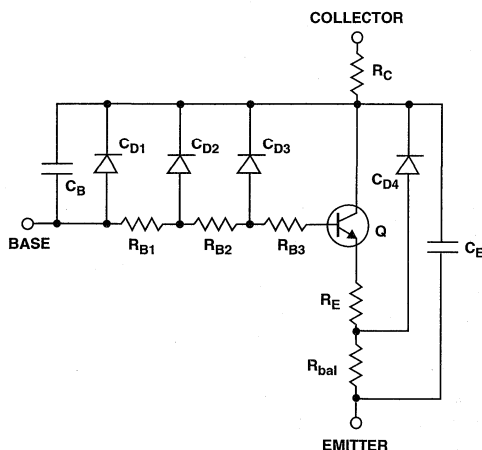 COLLECTOR
RC
CD1
CD2
CD3
CD4
CB
BASE
RB1
RB2
RB3
Q
CE
RE
Rbal
EMITTER